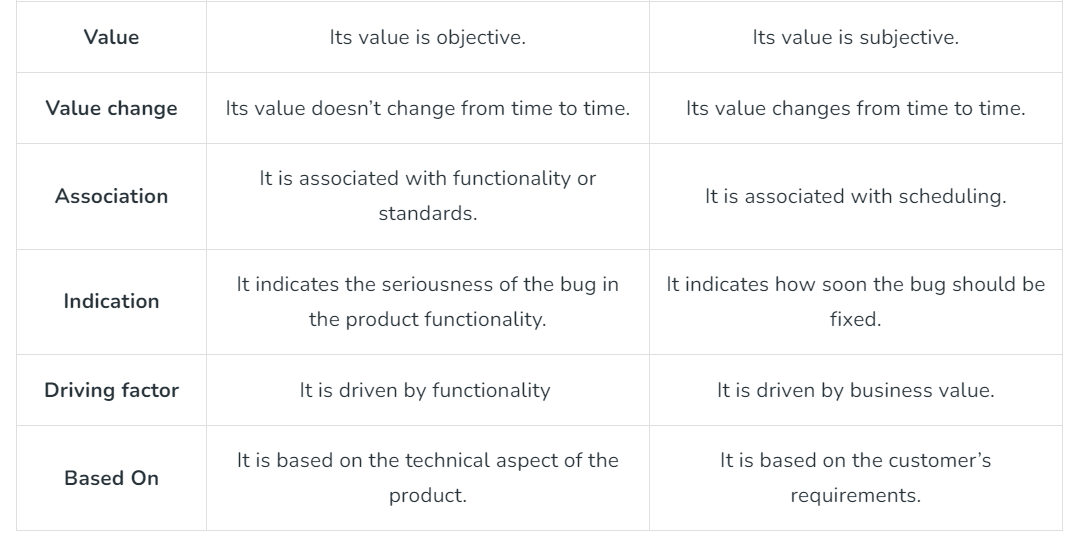 Value
Its value is objective.
Its value is subjective.
Value change
Its value doesn’t change from time to time.
Its value changes from time to time.
Association
It is associated with functionality or
standards.
It is associated with scheduling.
Indication
It indicates the seriousness of the bug in
the product functionality.
It indicates how soon the bug should be
fixed.
Driving factor
It is driven by functionality
It is driven by business value.
Based On
It is based on the technical aspect of the
product.
It is based on the customer’s
requirements.